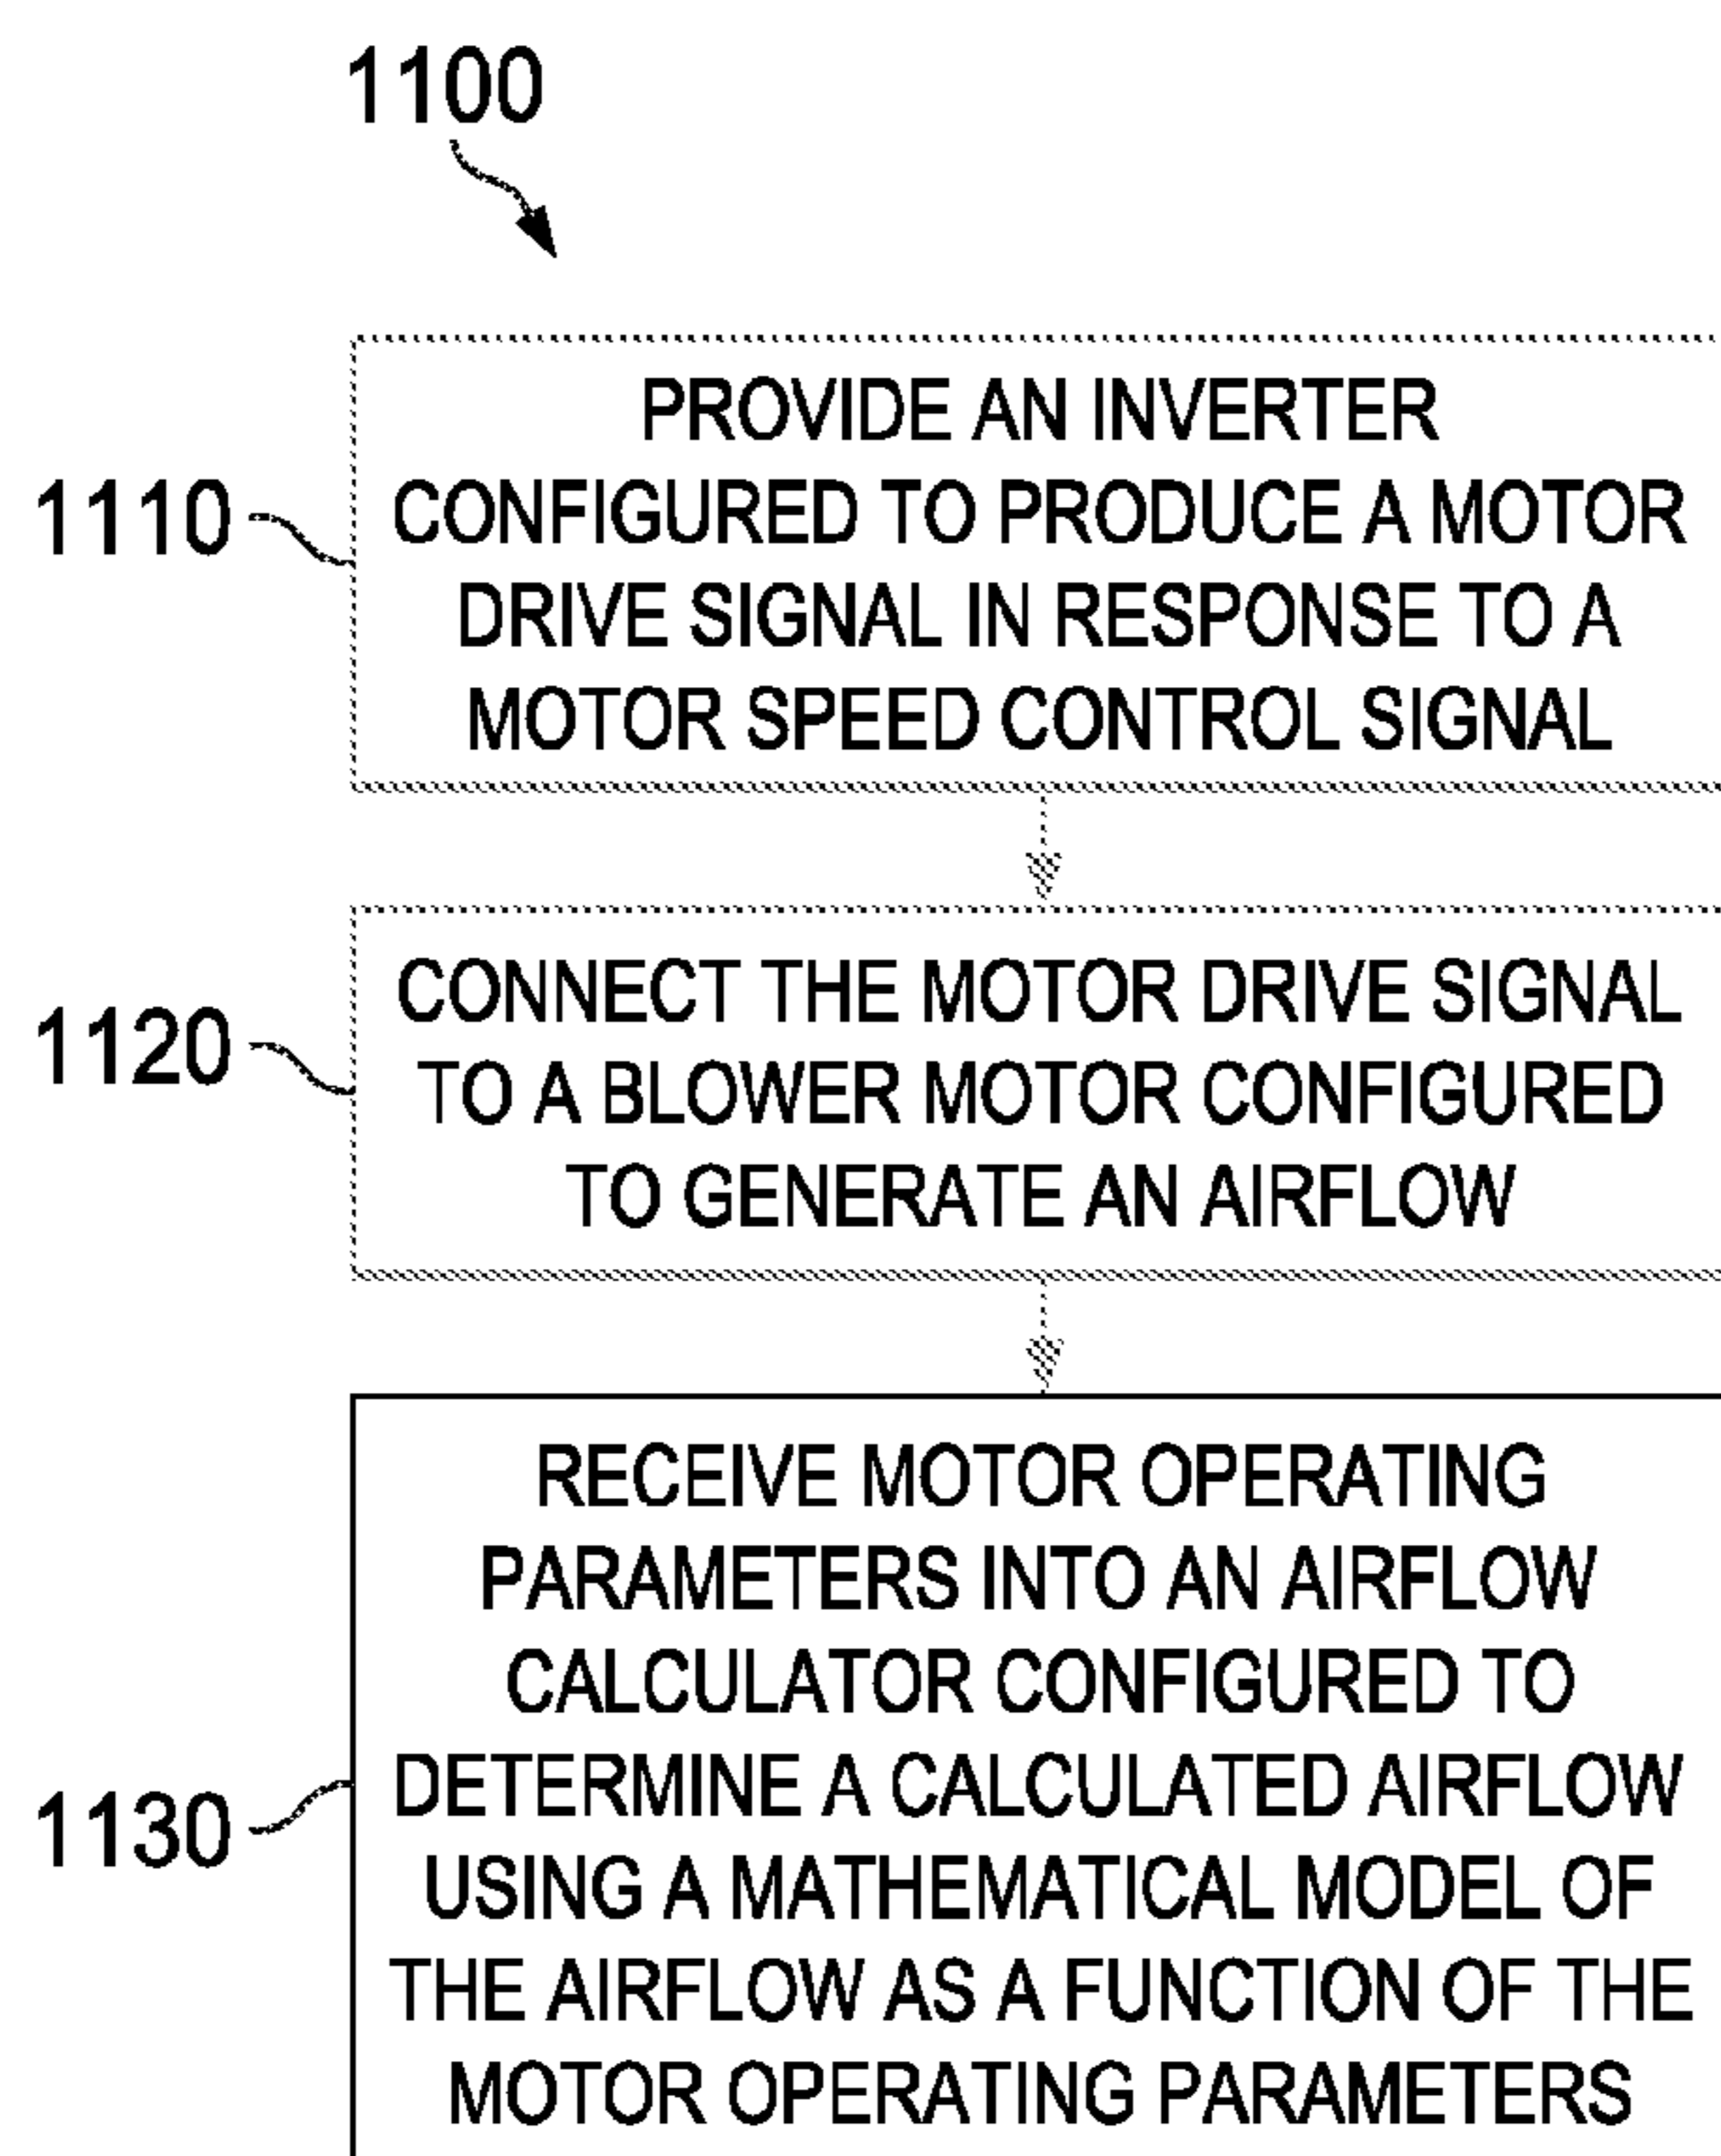 1100
1110
PROVIDE AN INVERTER
CONFIGURED TO PRODUCE A MOTOR
DRIVE SIGNAL IN RESPONSE TO A
MOTOR SPEED CONTROL SIGNAL
1120
CONNECT THE MOTOR DRIVE SIGNAL
TO A BLOWER MOTOR CONFIGURED
TO GENERATE AN AIRFLOW
1130
RECEIVE MOTOR OPERATING
PARAMETERS INTO AN AIRFLOW
CALCULATOR CONFIGURED TO
DETERMINE A CALCULATED AIRFLOW
USING A MATHEMATICAL MODEL OF
THE AIRFLOW AS A FUNCTION OF THE
MOTOR OPERATING PARAMETERS